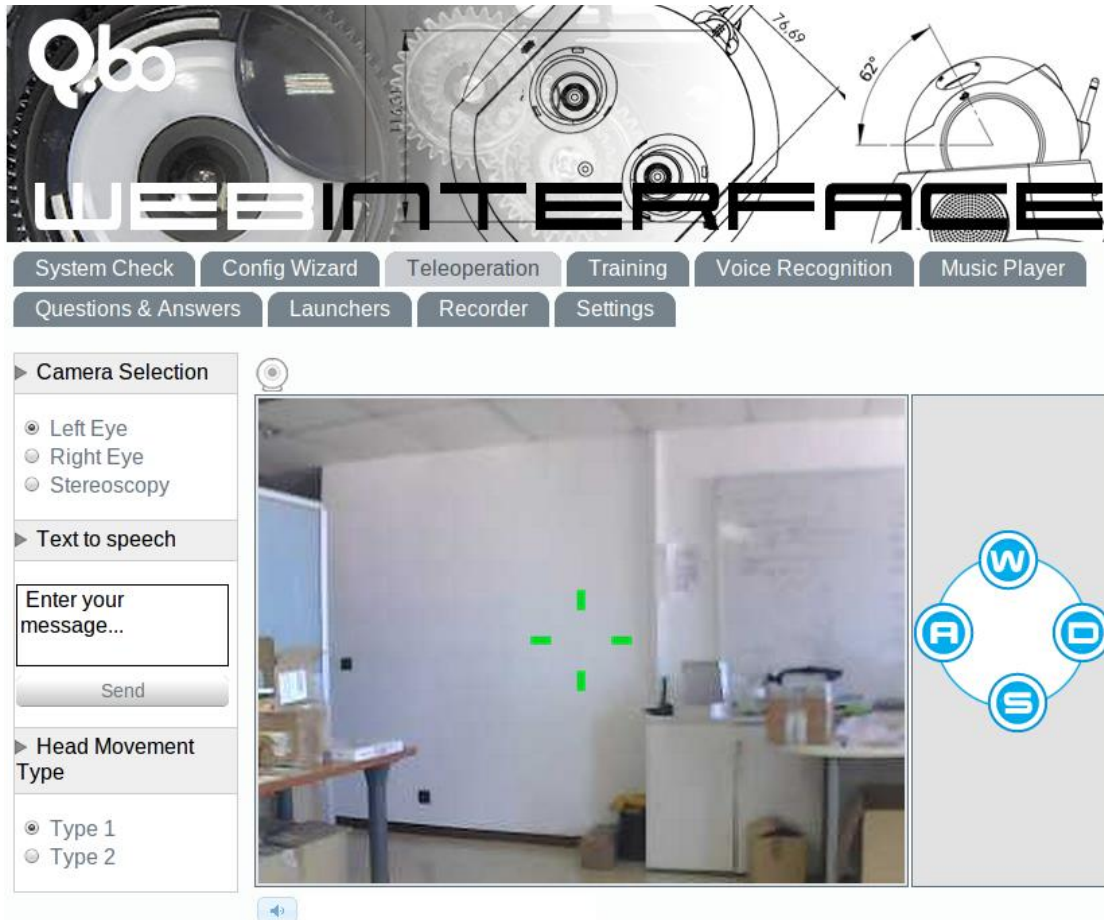 Qbo
76,69
62°
WEBINTERFACE
System Check
Config Wizard
Teleoperation
Training
Voice Recognition
Music Player
Questions & Answers
Launchers
Recorder
Settings
Camera Selection
Left Eye
Right Eye
Stereoscopy
Text to speech
Enter your
message...
Send
Head Movement
Type
Type 1
Type 2
W
A
D
S